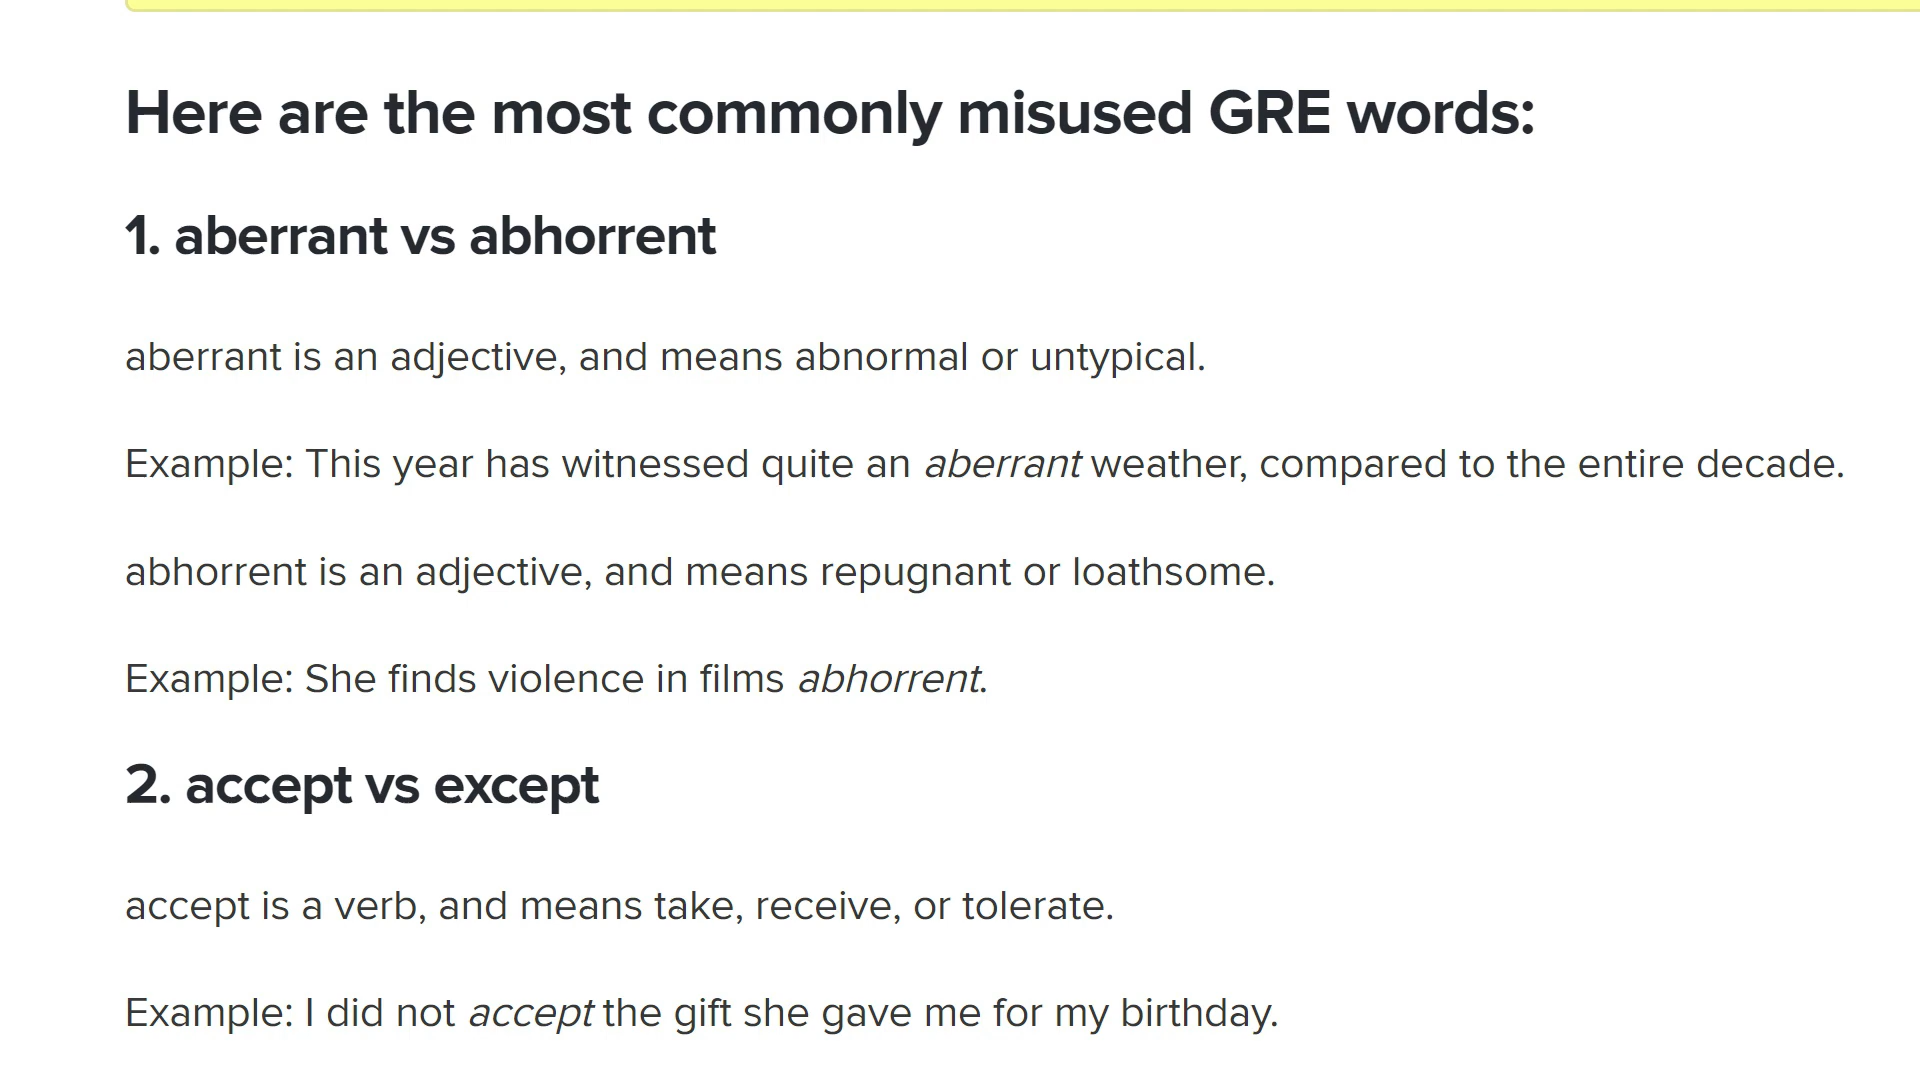 Here are the most commonly misused GRE words:
1. aberrant vs abhorrent
aberrant is an adjective, and means abnormal or untypical.
Example: This year has witnessed quite an aberrant weather, compared to the entire decade.
abhorrent is an adjective, and means repugnant or loathsome.
Example: She finds violence in films abhorrent.
2. accept vs except
accept is a verb, and means take, receive, or tolerate.
Example: I did not accept the gift she gave me for my birthday.